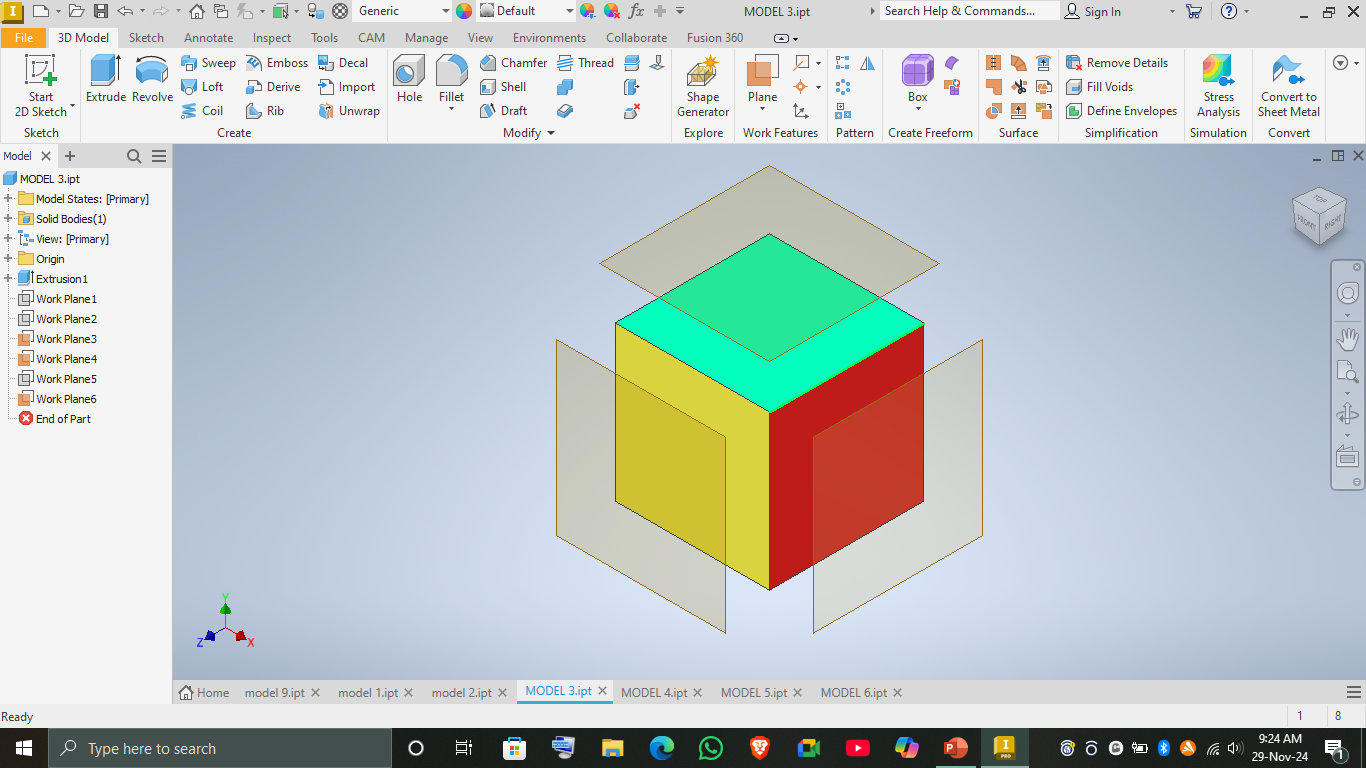 I Generic Default fx MODEL 3.ipt Search Help & Commands... Sign In ?
File 3D Model Sketch Annotate Inspect Tools CAM Manage View Environments Collaborate Fusion 360
Start
2D Sketch
Extrude Revolve
Sweep Emboss Decal
Loft Derive Import
Coil Rib Unwrap
Hole Fillet
Chamfer Thread
Shell
Draft
Shape
Generator
Plane
Box
Remove Details
Fill Voids
Define Envelopes
Stress
Analysis
Convert to
Sheet Metal
Sketch Create Modify Explore Work Features Pattern Create Freeform Surface Simplification Simulation Convert
Model
MODEL 3.ipt
Model States: [Primary]
Solid Bodies(1)
View: [Primary]
Origin
Extrusion1
Work Plane1
Work Plane2
Work Plane3
Work Plane4
Work Plane5
Work Plane6
End of Part
TOP
FRONT RIGHT
Y
Z X
Home model 9.ipt model 1.ipt model 2.ipt MODEL 3.ipt MODEL 4.ipt MODEL 5.ipt MODEL 6.ipt
Ready 1 8
Type here to search
I
PRO
9:24 AM
29-Nov-24
1